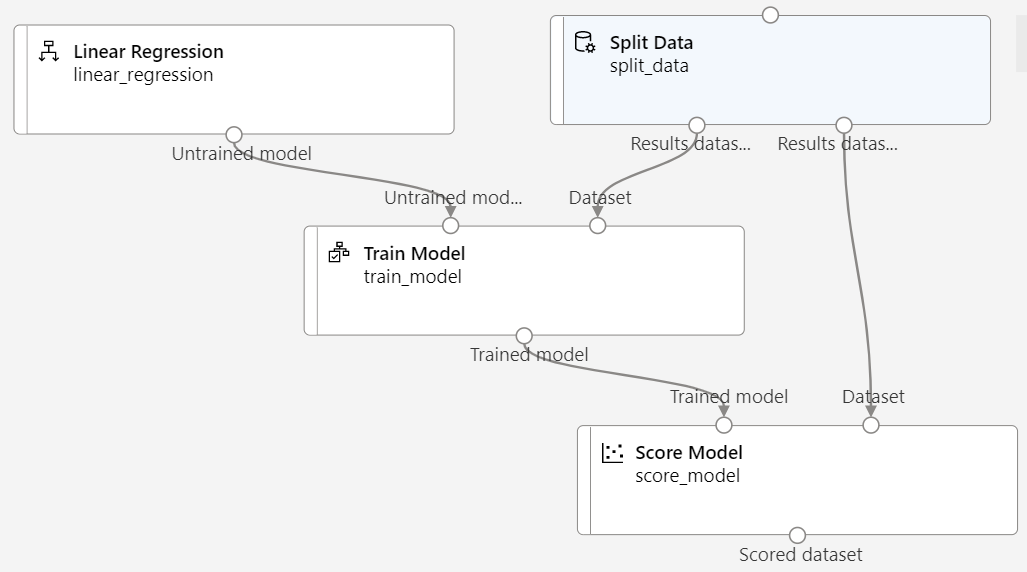 Linear Regression
linear_regression
Untrained model
Split Data
split_data
Results datas...
Results datas...
Untrained mod...
Dataset
Train Model
train_model
Trained model
Trained model
Dataset
Score Model
score_model
Scored dataset